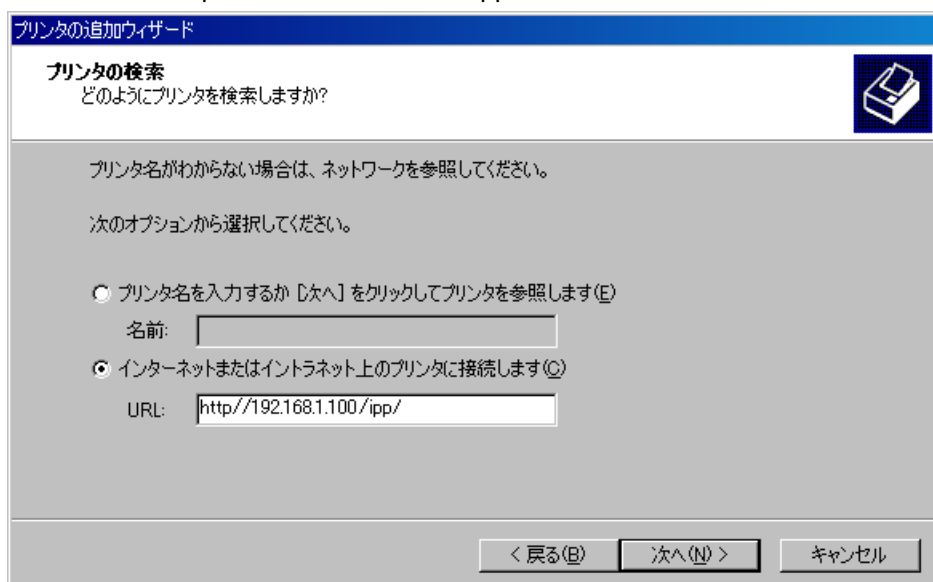 プリンタの追加ウィザード
プリンタの検索
どのようにプリンタを検索しますか?
プリンタ名がわからない場合は、ネットワークを参照してください。
次のオプションから選択してください。
プリンタ名を入力するか [次へ] をクリックしてプリンタを参照します(E)
名前:
インターネットまたはイントラネット上のプリンタに接続します(C)
URL: http//192.168.1.100/ipp/
< 戻る(B) 次へ(N) > キャンセル